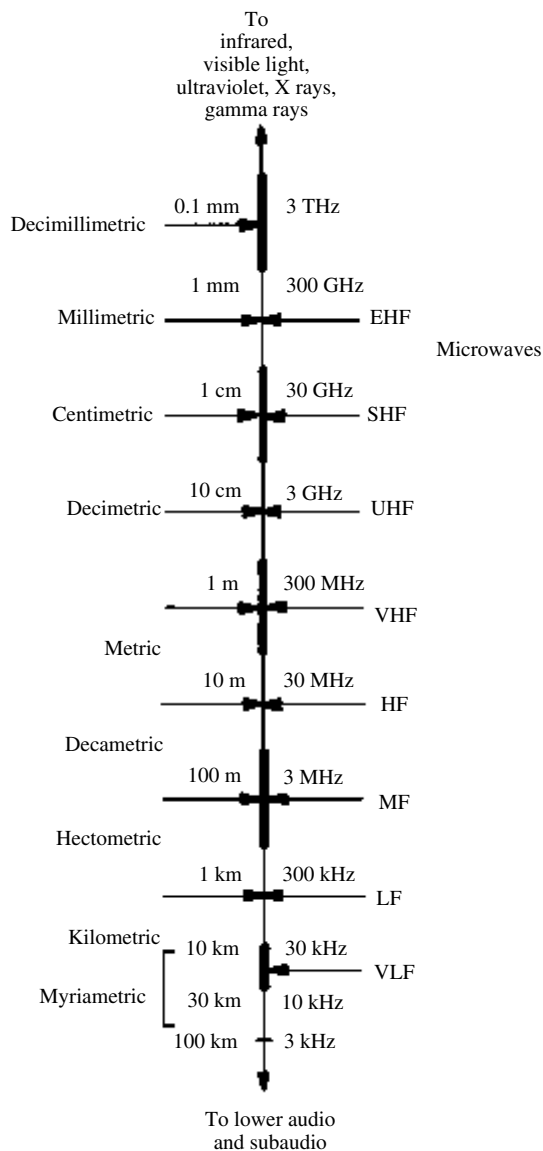 To
infrared,
visible light,
ultraviolet, X rays,
gamma rays
0.1 mm 3 THz
Decimillimetric
1 mm 300 GHz
Millimetric EHF
Microwaves
1 cm 30 GHz
Centimetric SHF
10 cm 3 GHz
Decimetric UHF
1 m 300 MHz
VHF
Metric
10 m 30 MHz
HF
Decametric
100 m 3 MHz
MF
Hectometric
1 km 300 kHz
LF
Kilometric
10 km 30 kHz
VLF
Myriametric
30 km 10 kHz
100 km 3 kHz
To lower audio
and subaudio